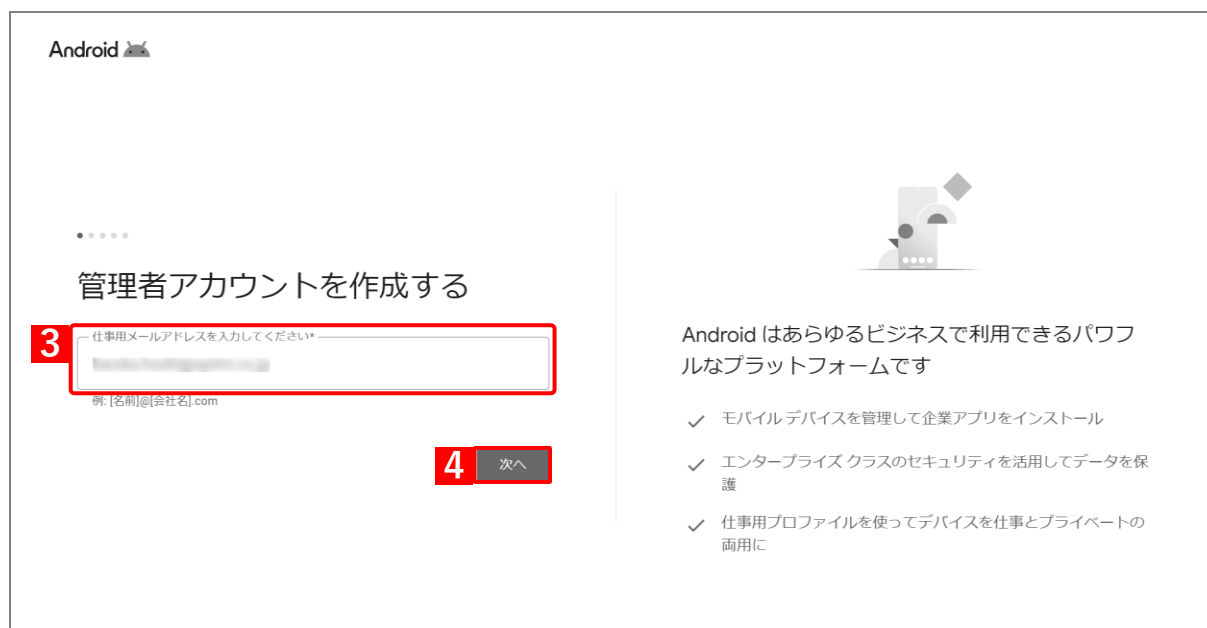 Android
管理者アカウントを作成する
3
仕事用メールアドレスを入力してください*
例: [名前]@[会社名].com
4
次へ
Android はあらゆるビジネスで利用できるパワフ
ルなプラットフォームです
モバイル デバイスを管理して企業アプリをインストール
エンタープライズ クラスのセキュリティを活用してデータを保
護
仕事用プロファイルを使ってデバイスを仕事とプライベートの
両用に